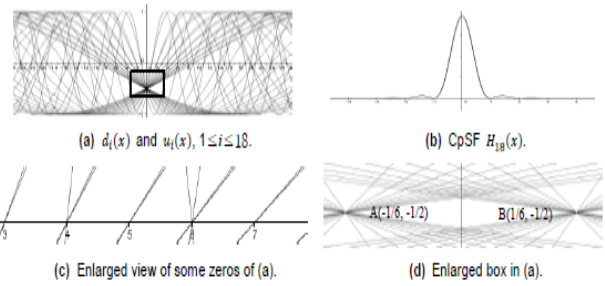 (a) dᵢ(x) and uᵢ(x), 1≤i≤18.
(b) CpSF H₁₈(x).
3 4 5 6 7
A(-1/6, -1/2) B(1/6, -1/2)
(c) Enlarged view of some zeros of (a).
(d) Enlarged box in (a).